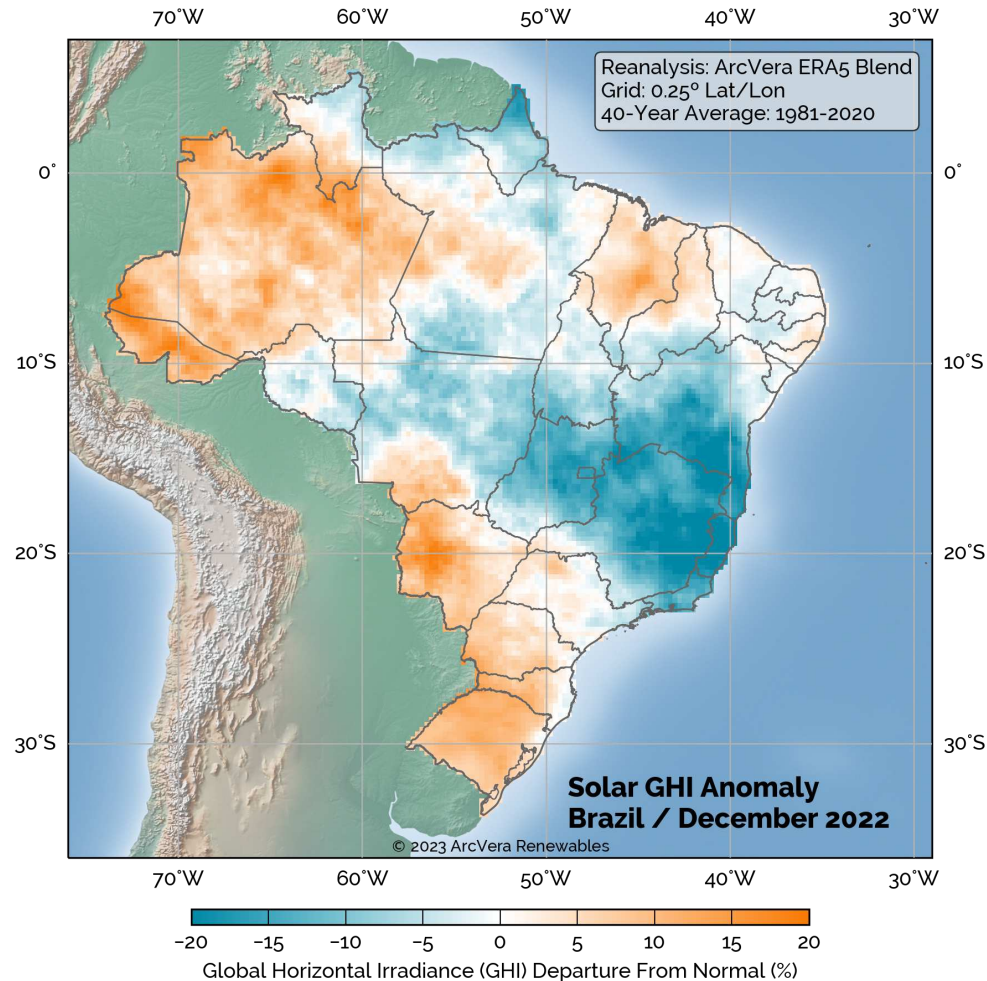 70°W 60°W 50°W 40°W 30°W
Reanalysis: ArcVera ERA5 Blend
Grid: 0.25º Lat/Lon
40-Year Average: 1981-2020
0° 0°
10°S 10°S
20°S 20°S
30°S 30°S
Solar GHI Anomaly
Brazil / December 2022
© 2023 ArcVera Renewables
70°W 60°W 50°W 40°W 30°W
−20 −15 −10 −5 0 5 10 15 20
Global Horizontal Irradiance (GHI) Departure From Normal (%)